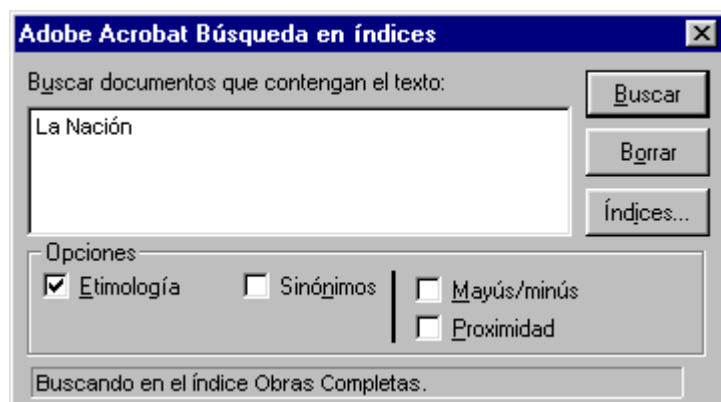 Adobe Acrobat Búsqueda en índices
Buscar documentos que contengan el texto:
La Nación
Buscar
Borrar
Índices...
Opciones
Etimología
Sinónimos
Mayús/minús
Proximidad
Buscando en el índice Obras Completas.